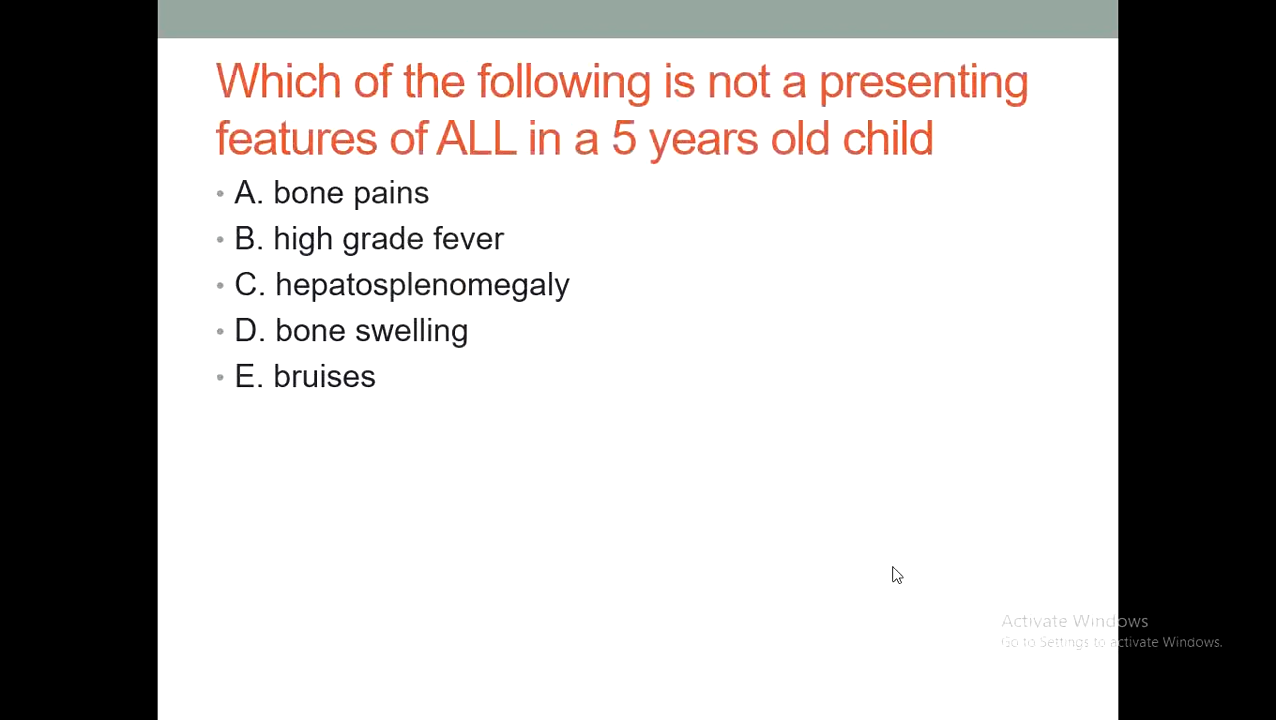 Which of the following is not a presenting
features of ALL in a 5 years old child
• A. bone pains
• B. high grade fever
• C. hepatosplenomegaly
• D. bone swelling
• E. bruises
Activate Windows
Go to Settings to activate Windows.